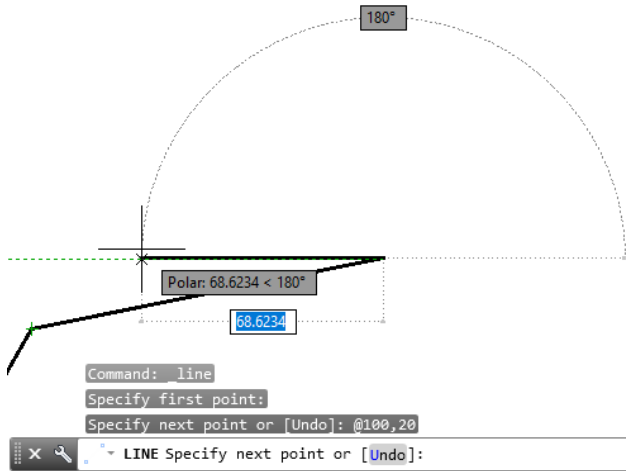 180°
Polar: 68.6234 < 180°
68.6234
Command: _line
Specify first point:
Specify next point or [Undo]: @100,20
LINE Specify next point or [Undo]: